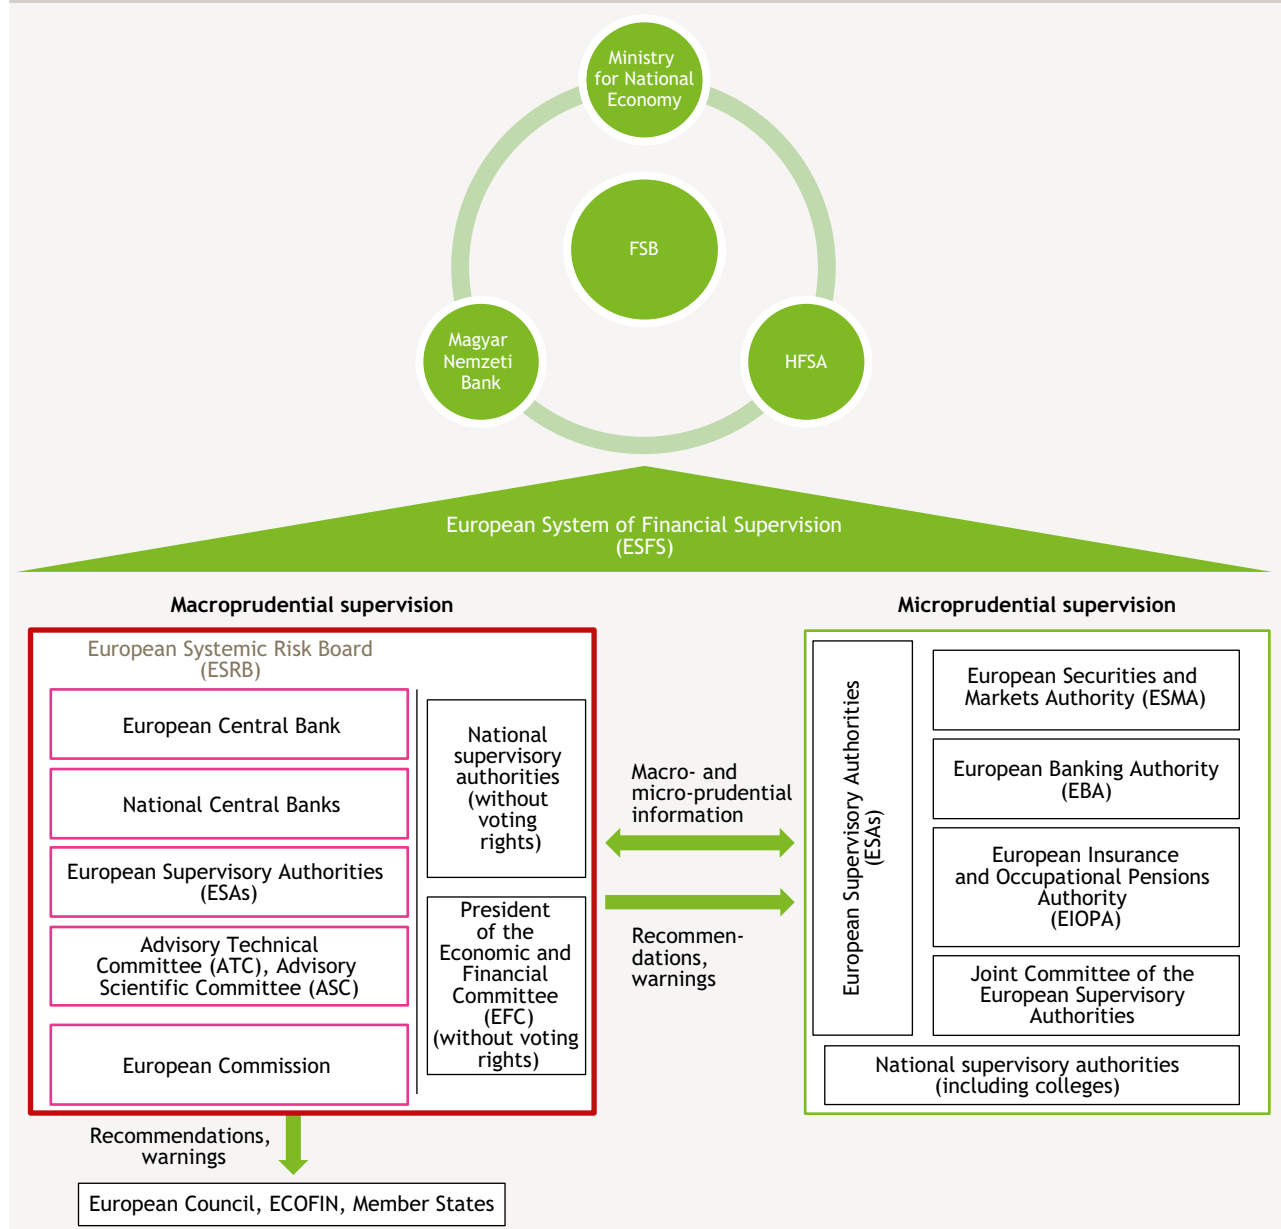 Ministry
for National
Economy
FSB
Magyar
Nemzeti
Bank
HFSA
European System of Financial Supervision
(ESFS)
Macroprudential supervision
European Systemic Risk Board
(ESRB)
European Central Bank
National Central Banks
European Supervisory Authorities
(ESAs)
Advisory Technical
Committee (ATC), Advisory
Scientific Committee (ASC)
European Commission
National
supervisory
authorities
(without
voting
rights)
President
of the
Economic and
Financial
Committee
(EFC)
(without voting
rights)
Macro- and
micro-prudential
information
Recommen-
dations,
warnings
Microprudential supervision
European Supervisory Authorities
(ESAs)
European Securities and
Markets Authority (ESMA)
European Banking Authority
(EBA)
European Insurance
and Occupational Pensions
Authority
(EIOPA)
Joint Committee of the
European Supervisory
Authorities
National supervisory authorities
(including colleges)
Recommendations,
warnings
European Council, ECOFIN, Member States